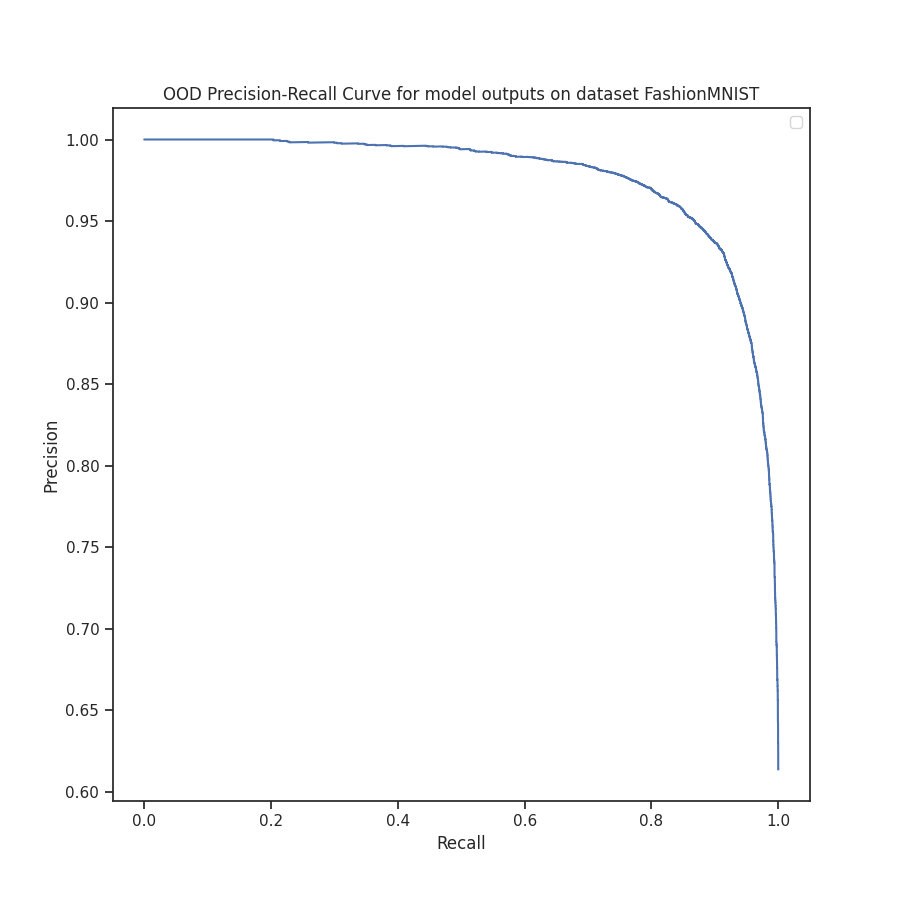 OOD Precision-Recall Curve for model outputs on dataset FashionMNIST
1.00
0.95
0.90
0.85
0.80
0.75
0.70
0.65
0.60
Precision
0.0 0.2 0.4 0.6 0.8 1.0
Recall